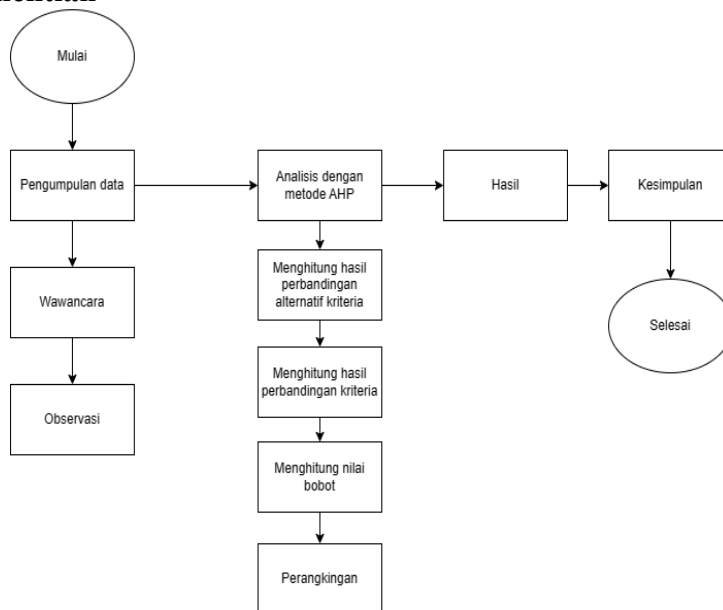 Mulai
Pengumpulan data
Analisis dengan
metode AHP
Hasil
Kesimpulan
Wawancara
Menghitung hasil
perbandingan
alternatif kriteria
Selesai
Menghitung hasil
perbandingan kriteria
Observasi
Menghitung nilai
bobot
Perangkingan